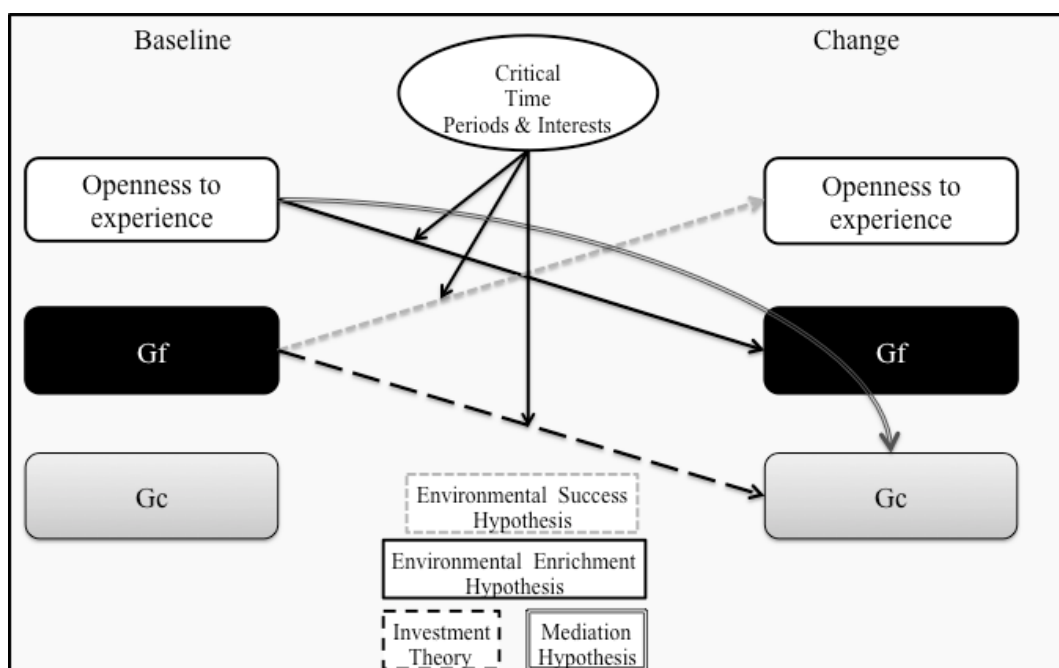 Baseline
Change
Critical
Time
Periods & Interests
Openness to
experience
Openness to
experience
Gf
Gf
Gc
Gc
Environmental Success
Hypothesis
Environmental Enrichment
Hypothesis
Investment
Theory
Mediation
Hypothesis